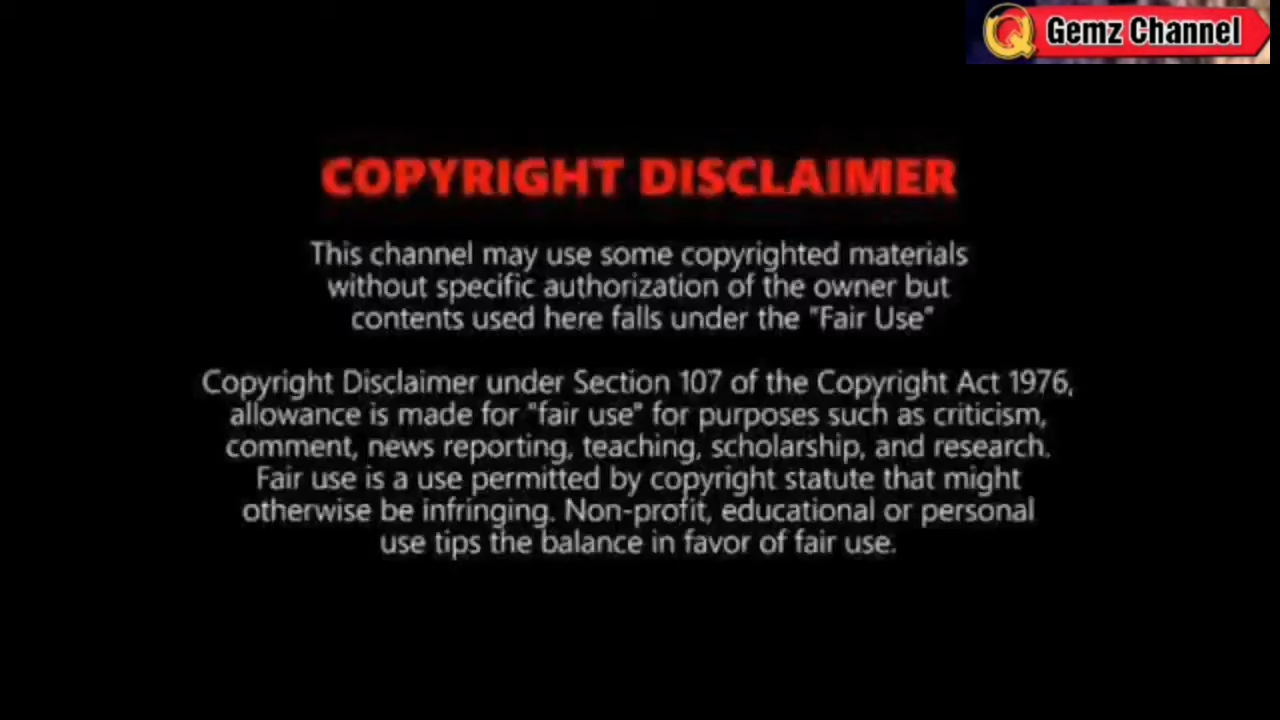 Gemz Channel
COPYRIGHT DISCLAIMER
This channel may use some copyrighted materials
without specific authorization of the owner but
contents used here falls under the "Fair Use"
Copyright Disclaimer under Section 107 of the Copyright Act 1976,
allowance is made for "fair use" for purposes such as criticism,
comment, news reporting, teaching, scholarship, and research.
Fair use is a use permitted by copyright statute that might
otherwise be infringing. Non-profit, educational or personal
use tips the balance in favor of fair use.